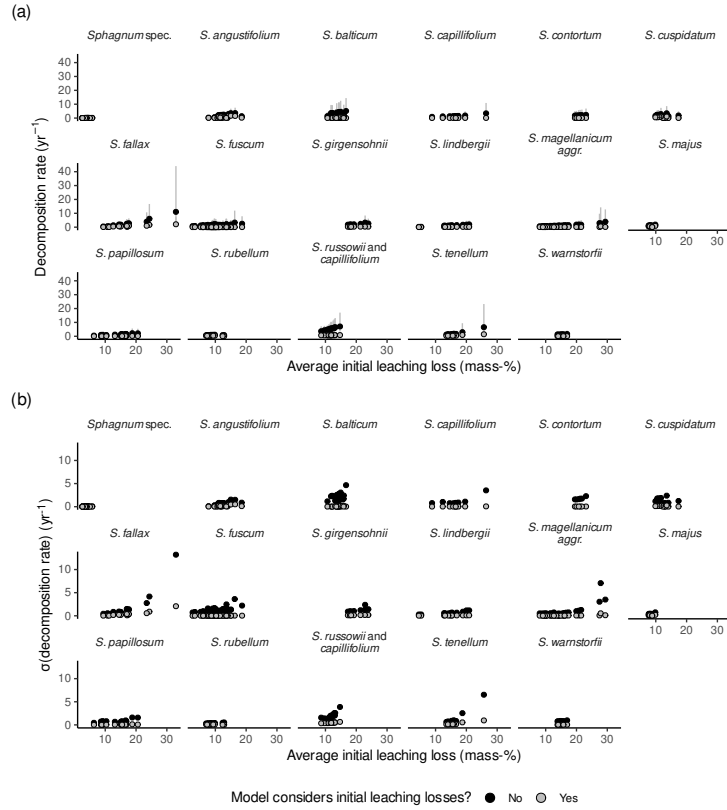 (a)
Sphagnum spec. S. angustifolium S. balticum S. capillifolium S. contortum S. cuspidatum
40
30
20
10
0
S. fallax S. fuscum S. girgensohnii S. lindbergii S. magellanicum aggr. S. majus
40
30
20
10
0
S. papillosum S. rubellum S. russowii and capillifolium S. tenellum S. warnstorfii 10 20 30
40
30
20
10
0
10 20 30 10 20 30 10 20 30 10 20 30 10 20 30
Decomposition rate (yr⁻¹)
Average initial leaching loss (mass-%)
(b)
Sphagnum spec. S. angustifolium S. balticum S. capillifolium S. contortum S. cuspidatum
10
5
0
S. fallax S. fuscum S. girgensohnii S. lindbergii S. magellanicum aggr. S. majus
10
5
0
S. papillosum S. rubellum S. russowii and capillifolium S. tenellum S. warnstorfii 10 20 30
10
5
0
10 20 30 10 20 30 10 20 30 10 20 30 10 20 30
σ(decomposition rate) (yr⁻¹)
Average initial leaching loss (mass-%)
Model considers initial leaching losses? No Yes